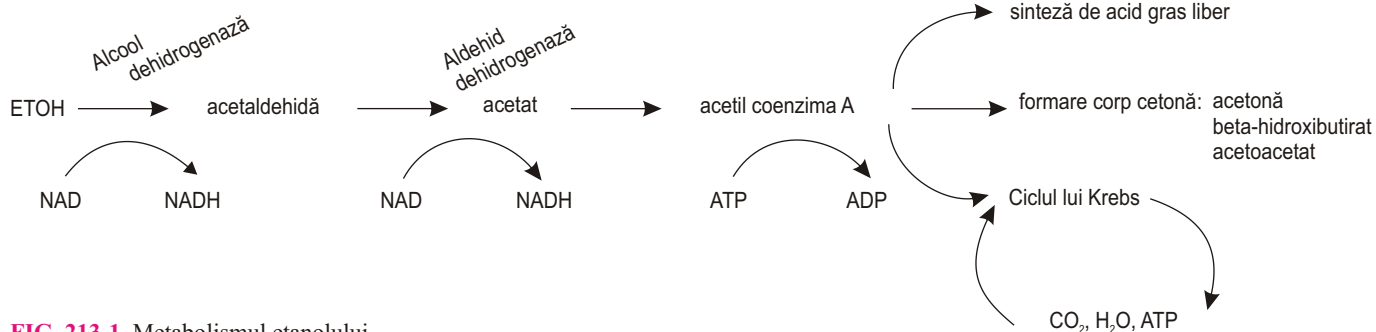 sinteză de acid gras liber
Alcool
dehidrogenază
Aldehid
dehidrogenază
ETOH
acetaldehidă
acetat
acetil coenzima A
formare corp cetonă: acetonă
beta-hidroxibutirat
acetoacetat
NAD
NADH
NAD
NADH
ATP
ADP
Ciclul lui Krebs
CO₂, H₂O, ATP
FIG. 213-1 Metabolismul etanolului